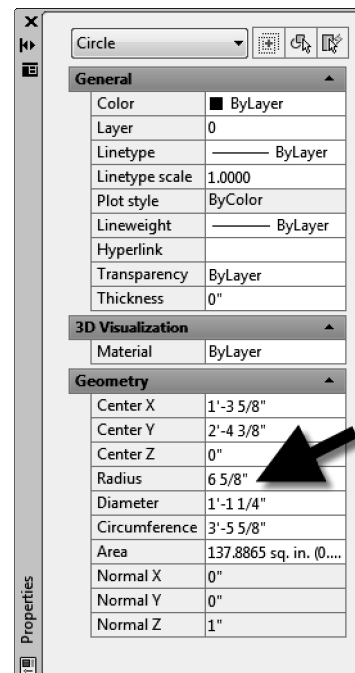 Circle
General
Color ByLayer
Layer 0
Linetype ByLayer
Linetype scale 1.0000
Plot style ByColor
Lineweight ByLayer
Hyperlink
Transparency ByLayer
Thickness 0"
3D Visualization
Material ByLayer
Geometry
Center X 1'-3 5/8"
Center Y 2'-4 3/8"
Center Z 0"
Radius 6 5/8"
Diameter 1'-1 1/4"
Circumference 3'-5 5/8"
Area 137.8865 sq. in. (0....
Normal X 0"
Normal Y 0"
Normal Z 1"
Properties